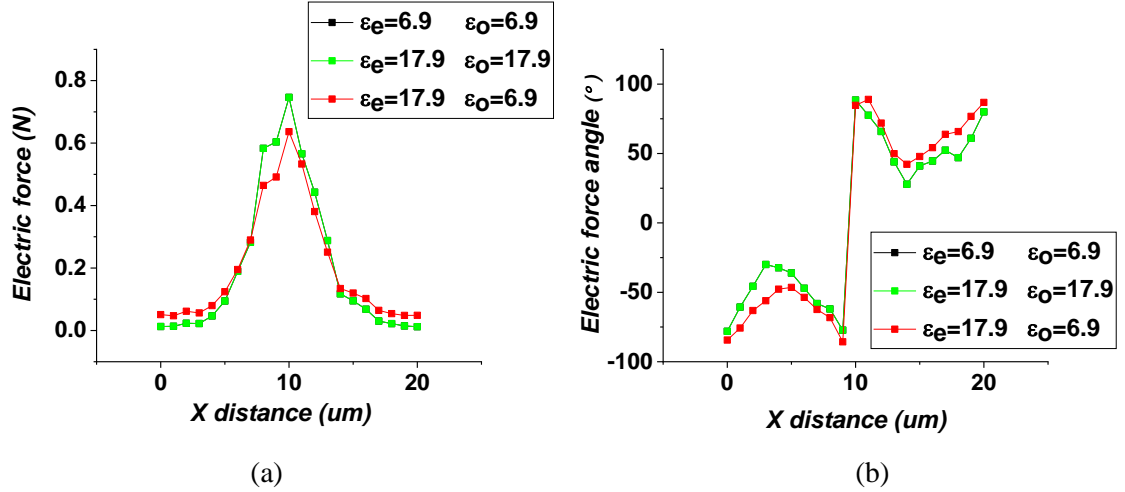 εe=6.9 εo=6.9
εe=17.9 εo=17.9
εe=17.9 εo=6.9
0.8
0.6
0.4
0.2
0.0
Electric force (N)
0 10 20
X distance (um)
(a)
100
50
0
-50
-100
Electric force angle (°)
εe=6.9 εo=6.9
εe=17.9 εo=17.9
εe=17.9 εo=6.9
0 10 20
X distance (um)
(b)